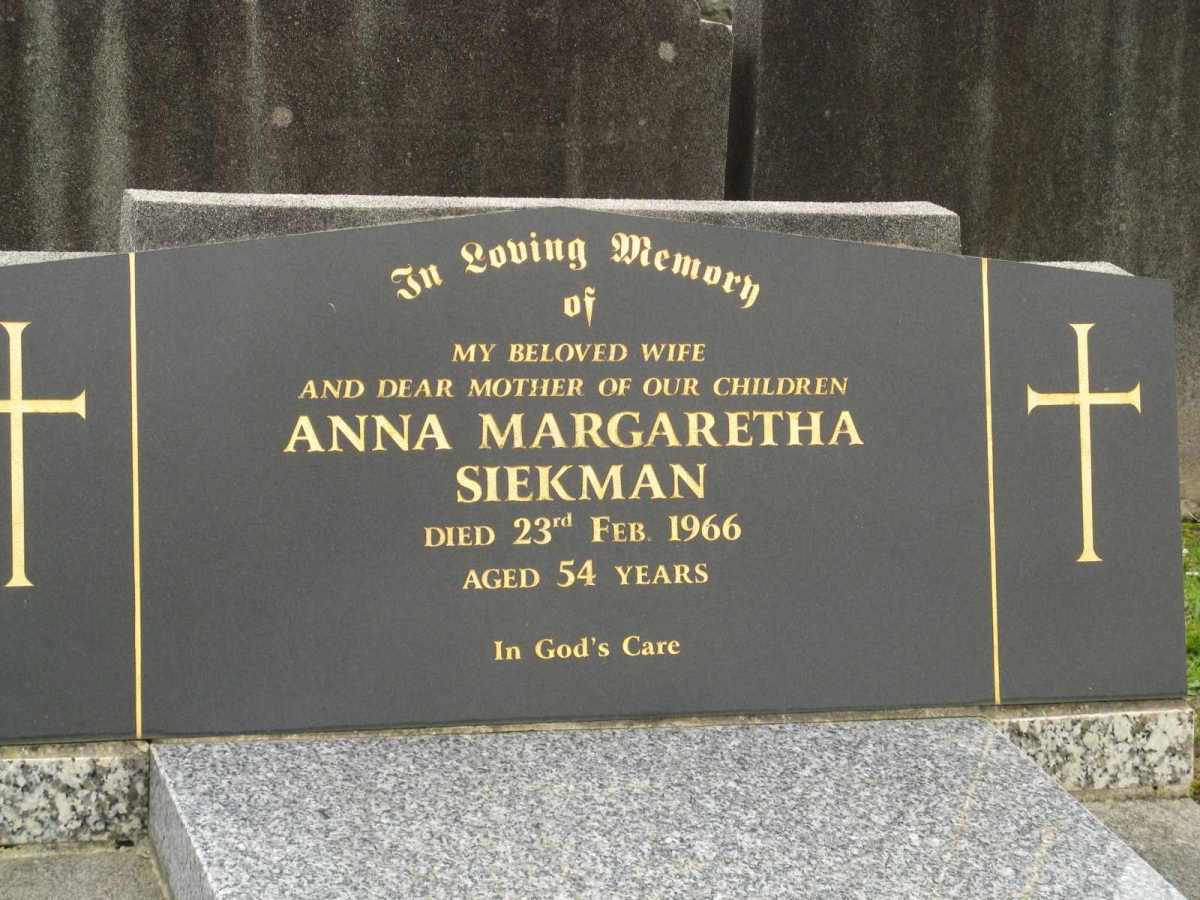 In Loving Memory
of
MY BELOVED WIFE
AND DEAR MOTHER OF OUR CHILDREN
ANNA MARGARETHA
SIEKMAN
DIED 23rd FEB. 1966
AGED 54 YEARS
In God's Care